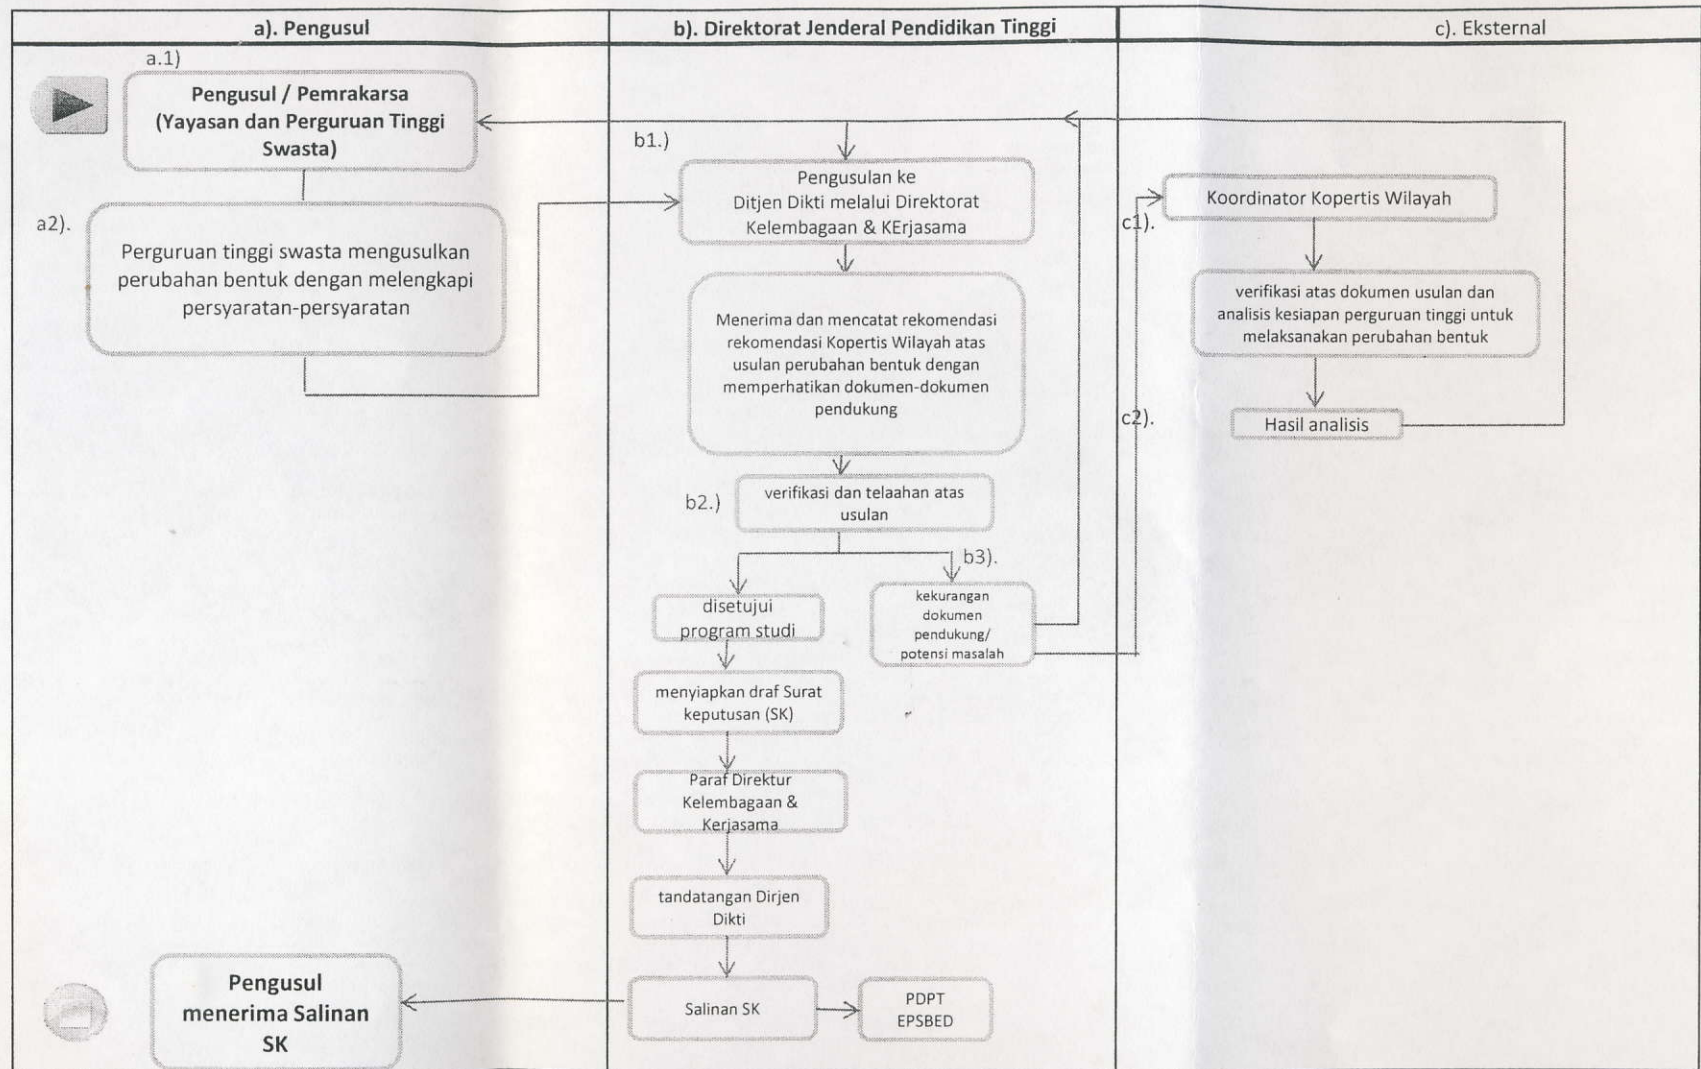 a). Pengusul
b). Direktorat Jenderal Pendidikan Tinggi
c). Eksternal
a.1)
Pengusul / Pemrakarsa
(Yayasan dan Perguruan Tinggi
Swasta)
a2).
Perguruan tinggi swasta mengusulkan
perubahan bentuk dengan melengkapi
persyaratan-persyaratan
b1.)
Pengusulan ke
Ditjen Dikti melalui Direktorat
Kelembagaan & KErjasama
Menerima dan mencatat rekomendasi
rekomendasi Kopertis Wilayah atas
usulan perubahan bentuk dengan
memperhatikan dokumen-dokumen
pendukung
b2.)
verifikasi dan telaahan atas
usulan
b3).
disetujui
program studi
kekurangan
dokumen
pendukung/
potensi masalah
menyiapkan draf Surat
keputusan (SK)
Paraf Direktur
Kelembagaan &
Kerjasama
tandatangan Dirjen
Dikti
Salinan SK
PDPT
EPSBED
Pengusul
menerima Salinan
SK
c1).
Koordinator Kopertis Wilayah
verifikasi atas dokumen usulan dan
analisis kesiapan perguruan tinggi untuk
melaksanakan perubahan bentuk
c2).
Hasil analisis